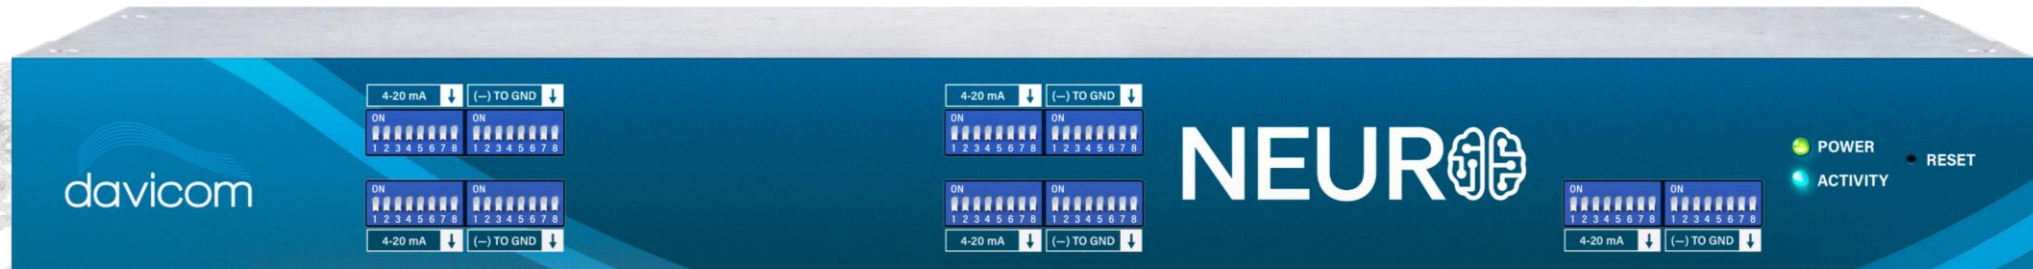 davicom
4-20 mA ↓ (—) TO GND ↓
ON ON
1 2 3 4 5 6 7 8 1 2 3 4 5 6 7 8
ON ON
1 2 3 4 5 6 7 8 1 2 3 4 5 6 7 8
4-20 mA ↓ (—) TO GND ↓
4-20 mA ↓ (—) TO GND ↓
ON ON
1 2 3 4 5 6 7 8 1 2 3 4 5 6 7 8
ON ON
1 2 3 4 5 6 7 8 1 2 3 4 5 6 7 8
4-20 mA ↓ (—) TO GND ↓
NEURO
ON ON
1 2 3 4 5 6 7 8 1 2 3 4 5 6 7 8
4-20 mA ↓ (—) TO GND ↓
POWER
ACTIVITY
RESET